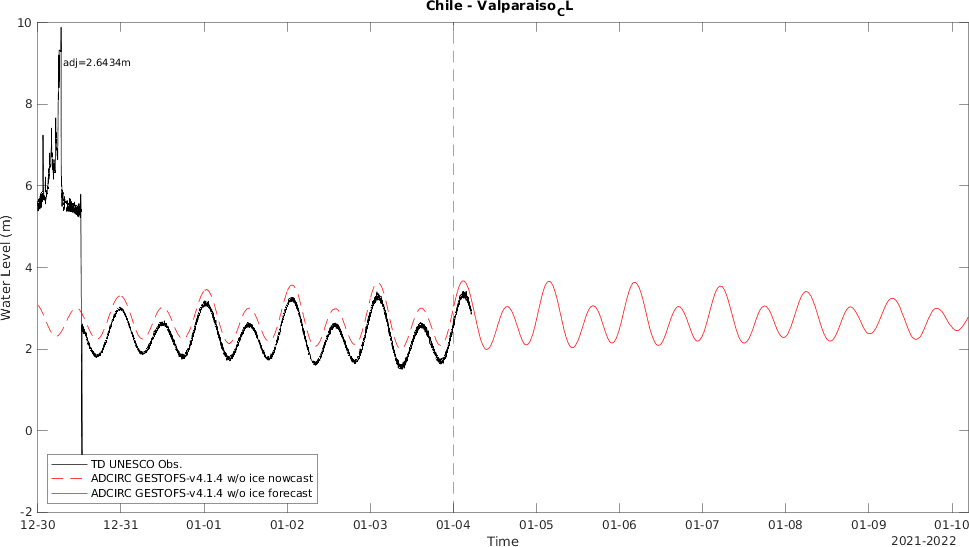 Chile - Valparaiso_CL
10
8
6
4
2
0
-2
Water Level (m)
adj=2.6434m
TD UNESCO Obs.
ADCIRC GESTOFS-v4.1.4 w/o ice nowcast
ADCIRC GESTOFS-v4.1.4 w/o ice forecast
12-30 12-31 01-01 01-02 01-03 01-04 01-05 01-06 01-07 01-08 01-09 01-10
Time
2021-2022